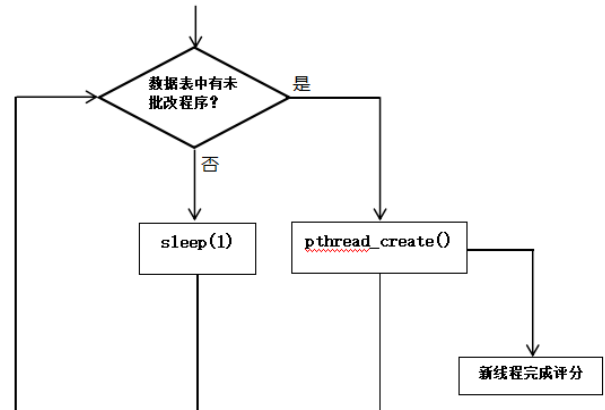 数据表中有未
批改程序?
是
否
sleep(1)
pthread_create()
新线程完成评分